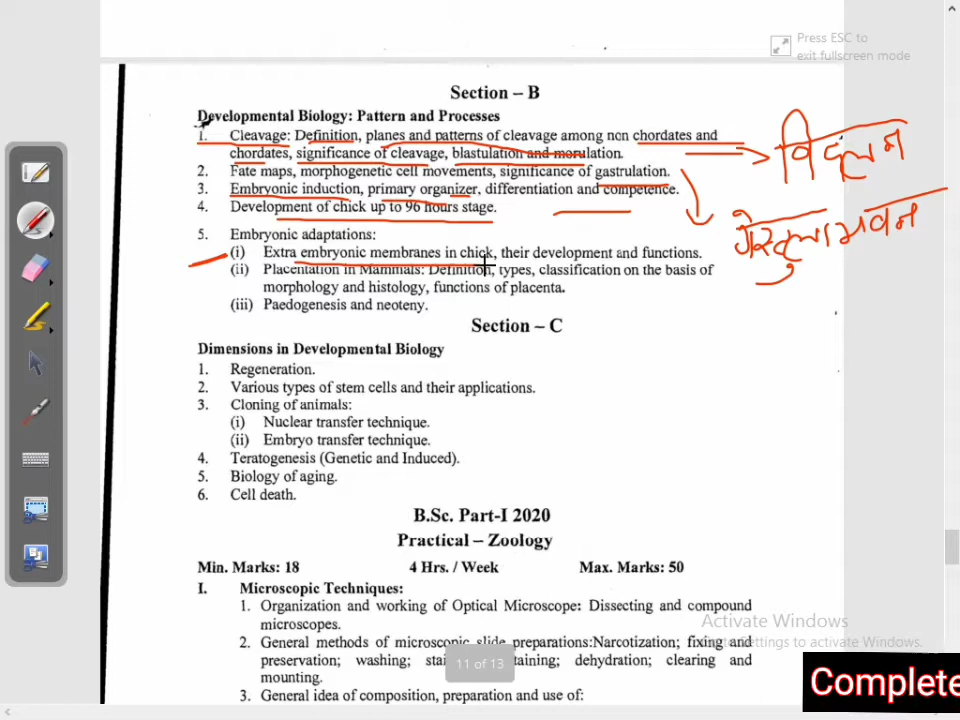 Press ESC to
exit fullscreen mode
Section – B
Developmental Biology: Pattern and Processes
1. Cleavage: Definition, planes and patterns of cleavage among non chordates and
chordates, significance of cleavage, blastulation and morulation.
2. Fate maps, morphogenetic cell movements, significance of gastrulation.
3. Embryonic induction, primary organizer, differentiation and competence.
4. Development of chick up to 96 hours stage.
विदलन
5. Embryonic adaptations:
(i) Extra embryonic membranes in chick, their development and functions.
(ii) Placentation in Mammals: Definition, types, classification on the basis of
morphology and histology, functions of placenta.
(iii) Paedogenesis and neoteny.
Section – C
Dimensions in Developmental Biology
1. Regeneration.
2. Various types of stem cells and their applications.
3. Cloning of animals:
(i) Nuclear transfer technique.
(ii) Embryo transfer technique.
4. Teratogenesis (Genetic and Induced).
5. Biology of aging.
6. Cell death.
B.Sc. Part-I 2020
Practical – Zoology
Min. Marks: 18 4 Hrs. / Week Max. Marks: 50
I. Microscopic Techniques:
1. Organization and working of Optical Microscope: Dissecting and compound
microscopes.
2. General methods of microscopic slide preparations:Narcotization; fixing and
preservation; washing; staining; dehydration; clearing and
mounting.
3. General idea of composition, preparation and use of:
11 of 13
Activate Windows
Go to Settings to activate Windows.
Complete